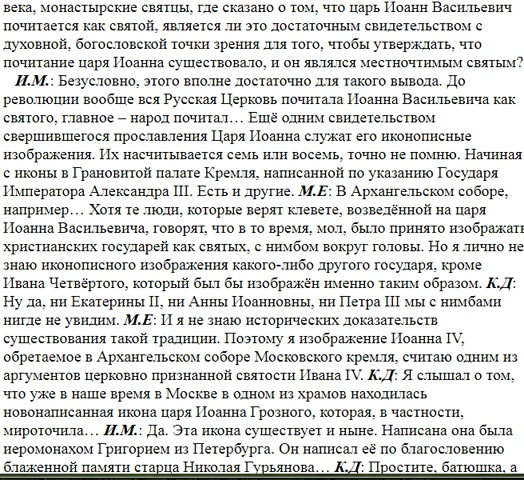 века, монастырские святцы, где сказано о том, что царь Иоанн Васильевич
почитается как святой, является ли это достаточным свидетельством с
духовной, богословской точки зрения для того, чтобы утверждать, что
почитание царя Иоанна существовало, и он являлся местночтимым святым?
И.М.: Безусловно, этого вполне достаточно для такого вывода. До
революции вообще вся Русская Церковь почитала Иоанна Васильевича как
святого, главное – народ почитал… Ещё одним свидетельством
свершившегося прославления Царя Иоанна служат его иконописные
изображения. Их насчитывается семь или восемь, точно не помню. Начиная
с иконы в Грановитой палате Кремля, написанной по указанию Государя
Императора Александра III. Есть и другие. М.Е: В Архангельском соборе,
например… Хотя те люди, которые верят клевете, возведённой на царя
Иоанна Васильевича, говорят, что в то время, мол, было принято изображать
христианских государей как святых, с нимбом вокруг головы. Но я лично не
знаю иконописного изображения какого-либо другого государя, кроме
Ивана Четвёртого, который был бы изображён именно таким образом. К.Д:
Ну да, ни Екатерины II, ни Анны Иоанновны, ни Петра III мы с нимбами
нигде не увидим. М.Е: И я не знаю исторических доказательств
существования такой традиции. Поэтому я изображение Иоанна IV,
обретаемое в Архангельском соборе Московского кремля, считаю одним из
аргументов церковно признанной святости Ивана IV. К.Д: Я слышал о том,
что уже в наше время в Москве в одном из храмов находилась
новонаписанная икона царя Иоанна Грозного, которая, в частности,
мироточила… И.М.: Да. Эта икона существует и ныне. Написана она была
иеромонахом Григорием из Петербурга. Он написал её по благословению
блаженной памяти старца Николая Гурьянова… К.Д: Простите, батюшка, а